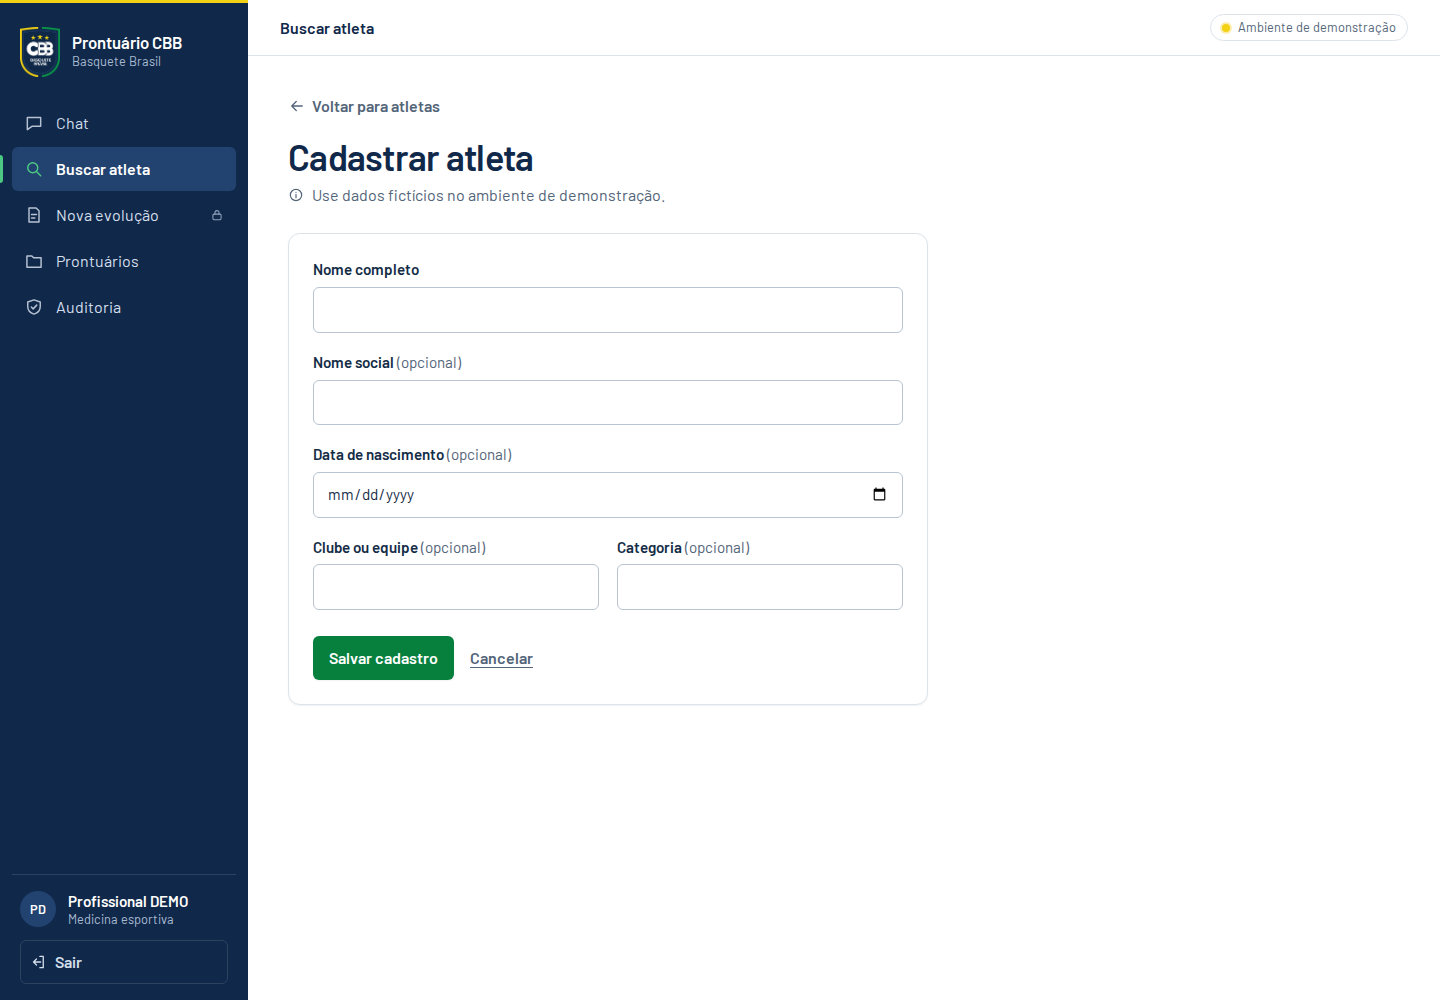 CBB
Prontuário CBB
Basquete Brasil
Chat
Buscar atleta
Nova evolução
Prontuários
Auditoria
PD
Profissional DEMO
Medicina esportiva
Sair
Buscar atleta
Ambiente de demonstração
Voltar para atletas
Cadastrar atleta
Use dados fictícios no ambiente de demonstração.
Nome completo
Nome social (opcional)
Data de nascimento (opcional)
mm/dd/yyyy
Clube ou equipe (opcional)
Categoria (opcional)
Salvar cadastro
Cancelar